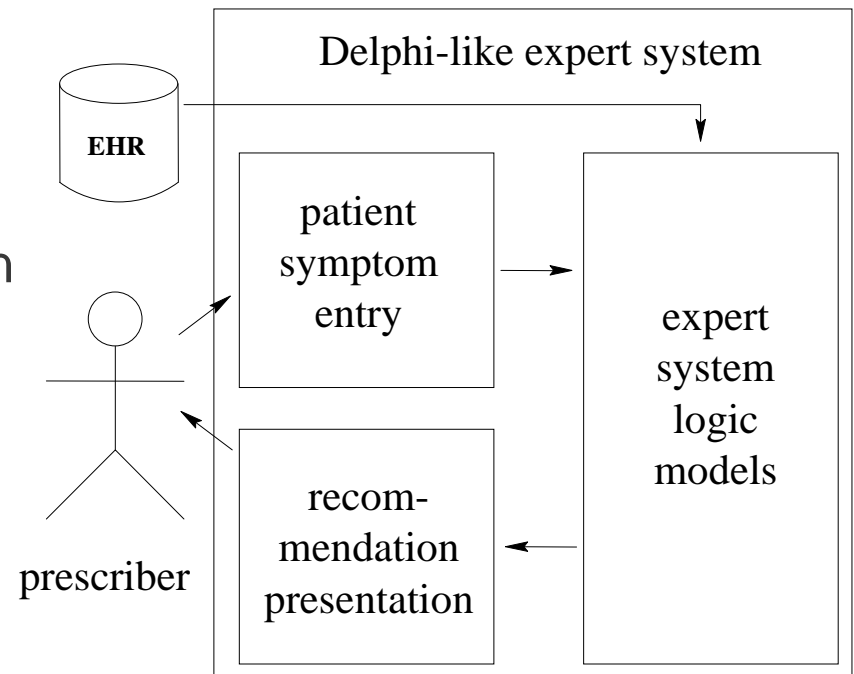 Delphi-like expert system
EHR
patient
symptom
entry
expert
system
logic
models
recom-
mendation
presentation
prescriber
n